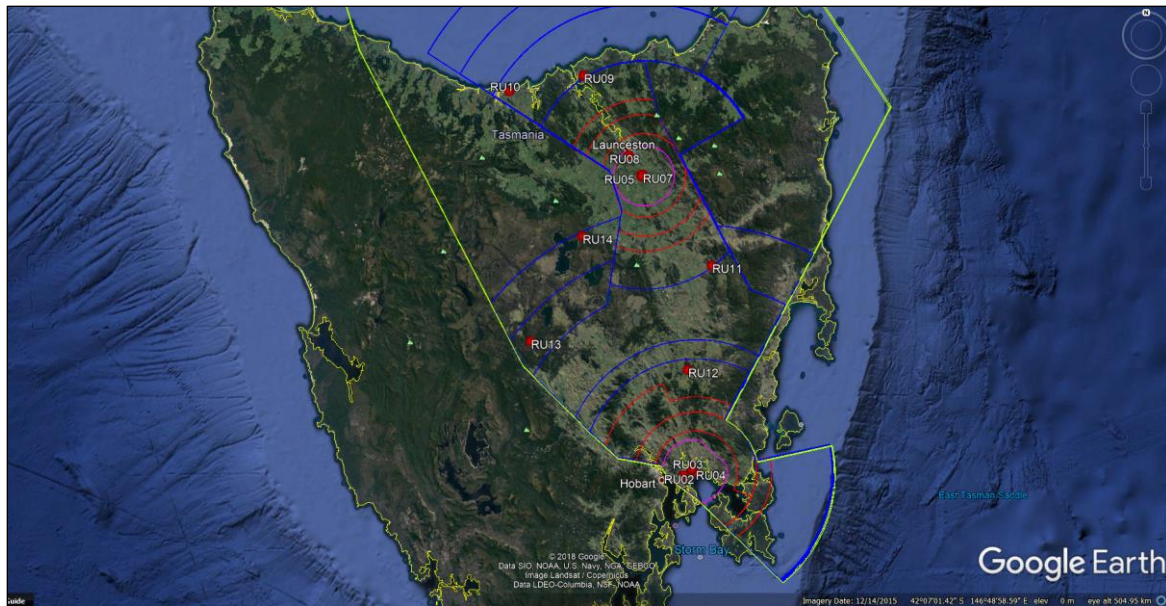 N
RU10
RU09
Tasmania
Launceston
RU08
RU05
RU07
RU14
RU11
RU13
RU12
RU03
Hobart
RU02
RU04
East Tasman Saddle
Storm Bay
© 2018 Google
Data SIO, NOAA, U.S. Navy, NGA, GEBCO
Image Landsat / Copernicus
Data LDEO-Columbia, NSF, NOAA
Google Earth
Guide
Imagery Date: 12/14/2015 42°07'01.42" S 146°48'58.59" E elev 0 m eye alt 504.95 km